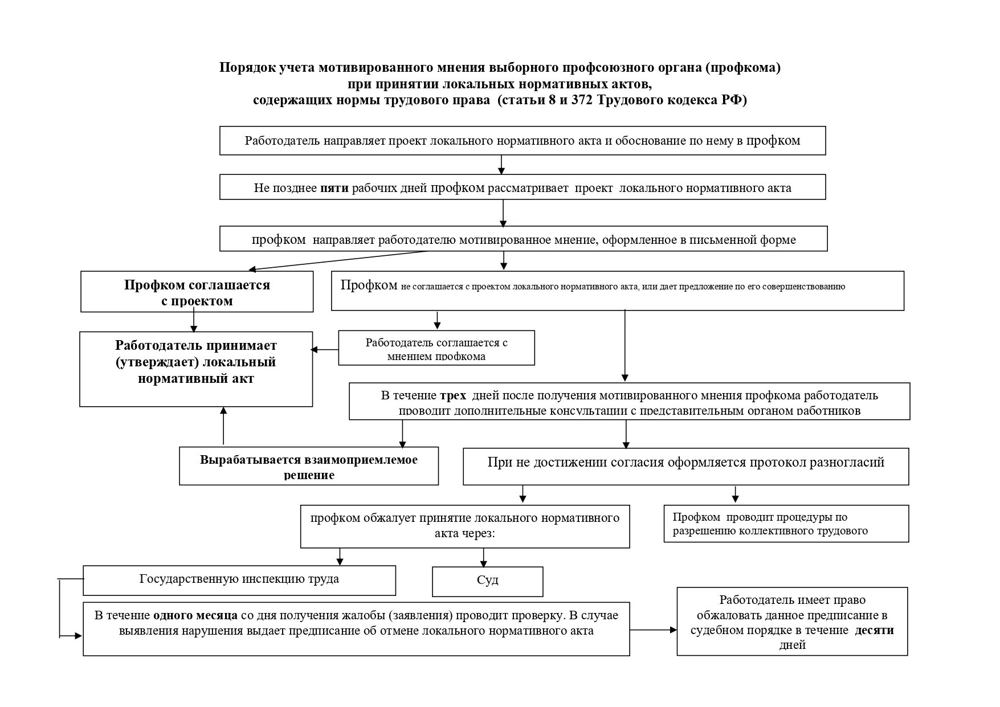 Порядок учета мотивированного мнения выборного профсоюзного органа (профкома)
при принятии локальных нормативных актов,
содержащих нормы трудового права  (статьи 8 и 372 Трудового кодекса РФ)
Работодатель направляет проект локального нормативного акта и обоснование по нему в профком
Не позднее пяти рабочих дней профком рассматривает  проект  локального нормативного акта
профком  направляет работодателю мотивированное мнение, оформленное в письменной форме
Профком соглашается
с проектом
Профком не соглашается с проектом локального нормативного акта, или дает предложение по его совершенствованию
Работодатель принимает
(утверждает) локальный
нормативный акт
Работодатель соглашается с
мнением профкома
В течение трех  дней после получения мотивированного мнения профкома работодатель
проводит дополнительные консультации с представительным органом работников
Вырабатывается взаимоприемлемое
решение
При не достижении согласия оформляется протокол разногласий
профком обжалует принятие локального нормативного
акта через:
Профком  проводит процедуры по
разрешению коллективного трудового
Государственную инспекцию труда
Суд
В течение одного месяца со дня получения жалобы (заявления) проводит проверку. В случае
выявления нарушения выдает предписание об отмене локального нормативного акта
Работодатель имеет право
обжаловать данное предписание в
судебном порядке в течение  десяти
дней